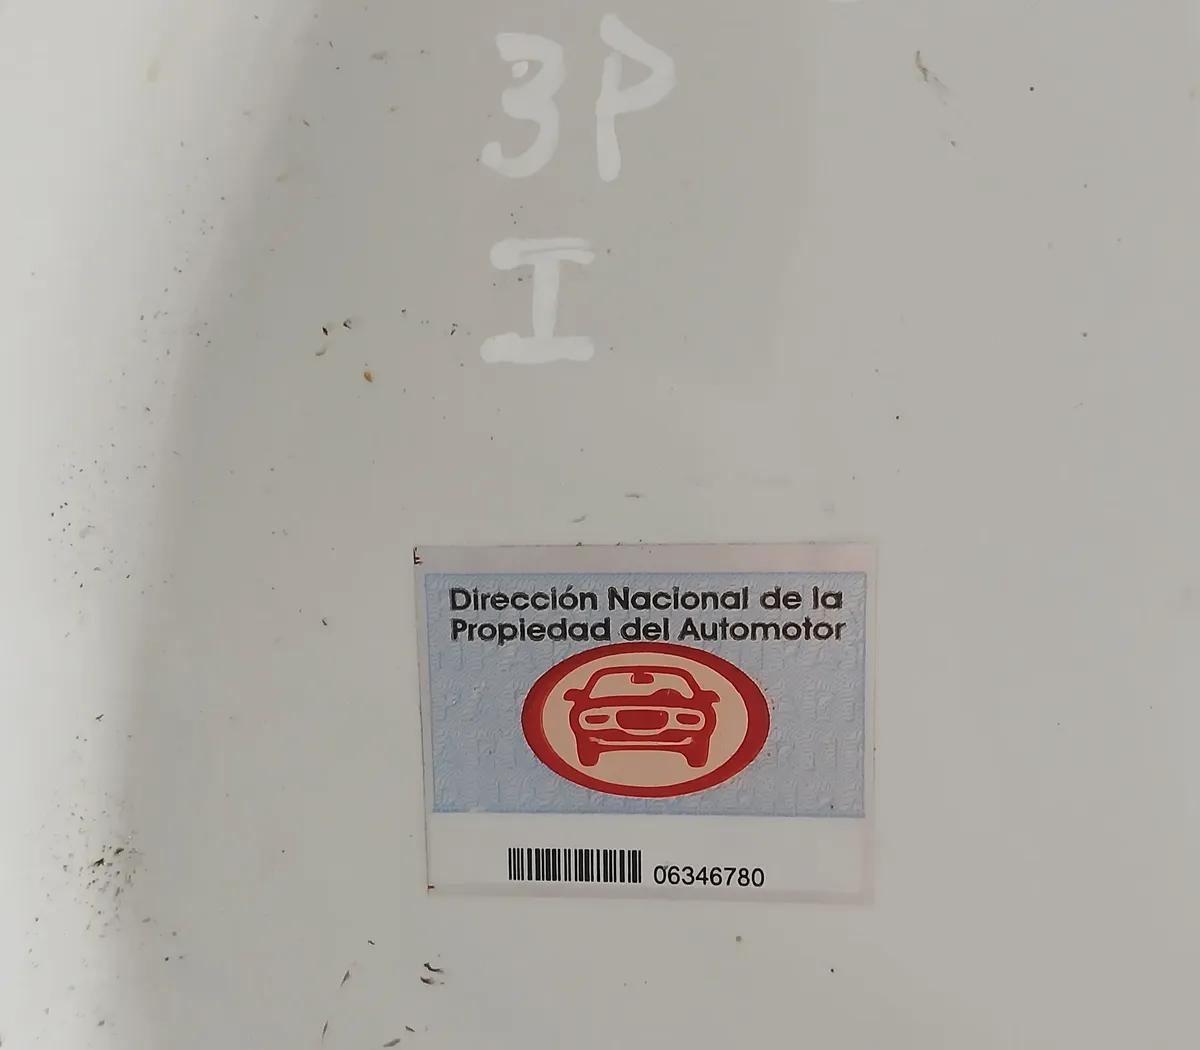 3P
I
Dirección Nacional de la
Propiedad del Automotor
06346780